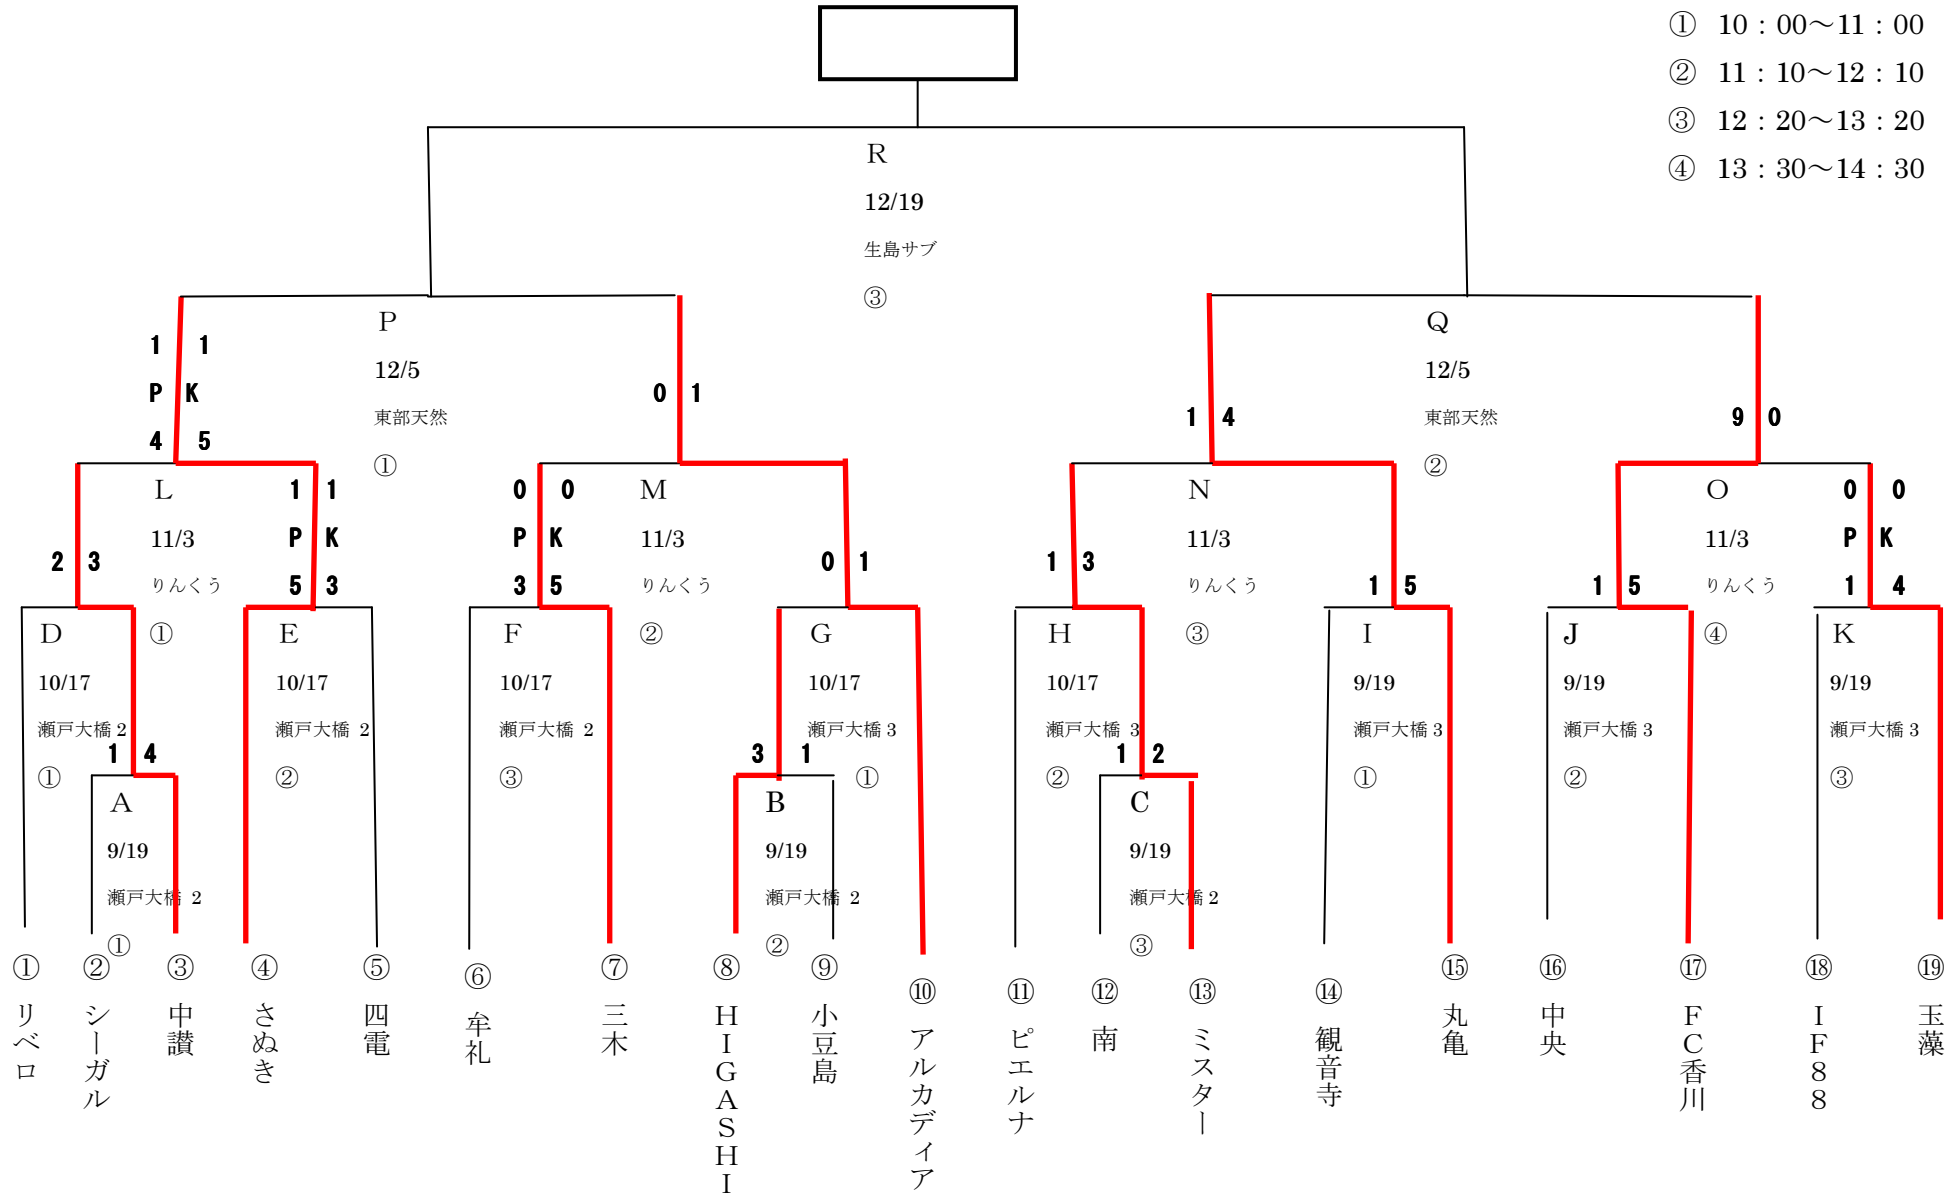 ① 10：00～11：00
② 11：10～12：10
③ 12：20～13：20
④ 13：30～14：30
R
12/19
生島サブ
③
P
12/5
東部天然
①
Q
12/5
東部天然
②
1 1
P K
4 5
0 1
1 4
9 0
L
11/3
りんくう
①
M
11/3
りんくう
②
N
11/3
りんくう
③
O
11/3
りんくう
④
2 3
1 1
P K
5 3
0 0
P K
3 5
0 1
1 3
1 5
1 5
0 0
P K
1 4
D
10/17
瀬戸大橋 2
①
E
10/17
瀬戸大橋 2
②
F
10/17
瀬戸大橋 2
③
G
10/17
瀬戸大橋 3
①
H
10/17
瀬戸大橋 3
②
I
9/19
瀬戸大橋 3
①
J
9/19
瀬戸大橋 3
②
K
9/19
瀬戸大橋 3
③
1 4
3 1
1 2
A
9/19
瀬戸大橋 2
①
B
9/19
瀬戸大橋 2
②
C
9/19
瀬戸大橋 2
③
① リベロ
② シーガル
③ 中讃
④ さぬき
⑤ 四電
⑥ 牟礼
⑦ 三木
⑧ HIGASHI
⑨ 小豆島
⑩ アルカディア
⑪ ピエルナ
⑫ 南
⑬ ミスター
⑭ 観音寺
⑮ 丸亀
⑯ 中央
⑰ FC香川
⑱ IF88
⑲ 玉藻